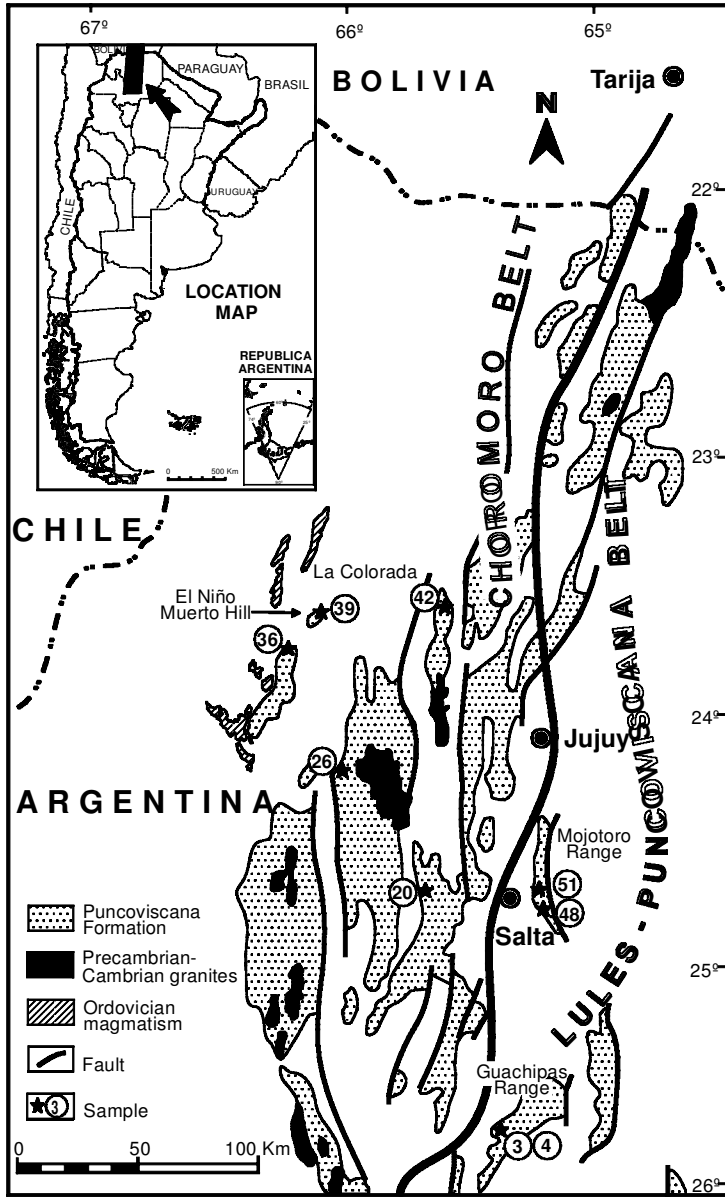 67º 66º 65º
BOLIVIA
PARAGUAY
BRASIL
URUGUAY
CHILE
LOCATION
MAP
REPUBLICA
ARGENTINA
0 500 Km
BOLIVIA
Tarija
N
22º
CHOROMORO BELT
23º
CHILE
La Colorada
El Niño
Muerto Hill
39
42
36
LULES - PUNCOVISCANA BELT
24º
Jujuy
26
ARGENTINA
Mojotoro
Range
51
20
48
Salta
25º
Puncoviscana
Formation
Precambrian-
Cambrian granites
Ordovician
magmatism
Fault
3 Sample
Guachipas
Range
3 4
0 50 100 Km
26º